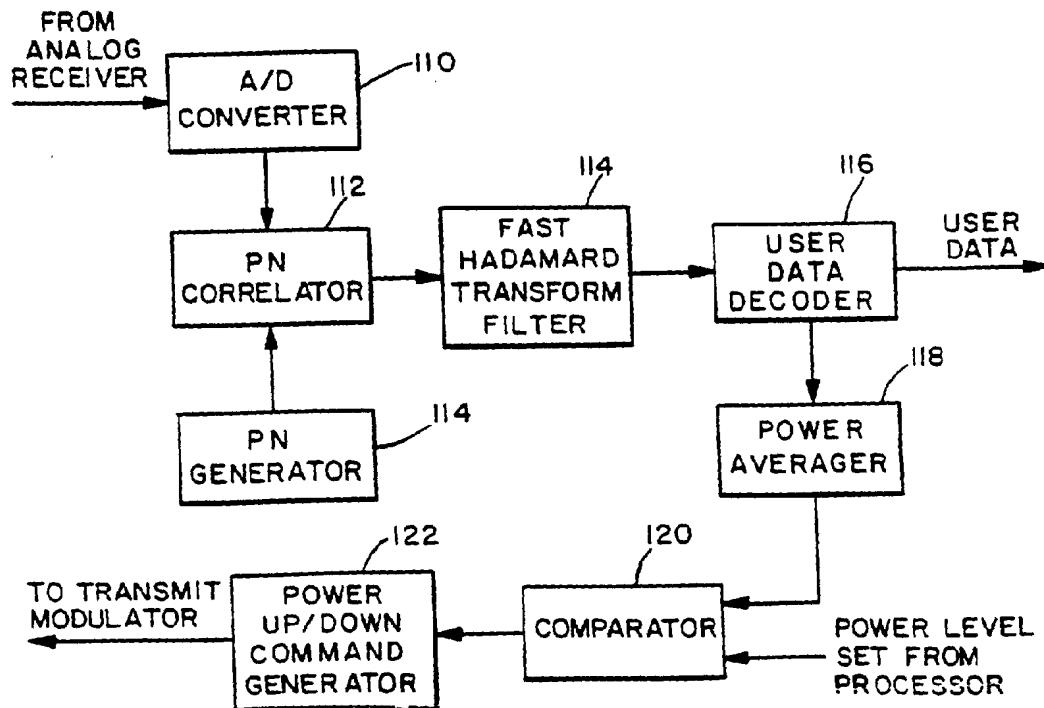 FROM
ANALOG
RECEIVER
A/D
CONVERTER
110
112
PN
CORRELATOR
114
FAST
HADAMARD
TRANSFORM
FILTER
116
USER
DATA
DECODER
USER
DATA
PN
GENERATOR
114
118
POWER
AVERAGER
TO TRANSMIT
MODULATOR
122
POWER
UP/DOWN
COMMAND
GENERATOR
120
COMPARATOR
POWER LEVEL
SET FROM
PROCESSOR